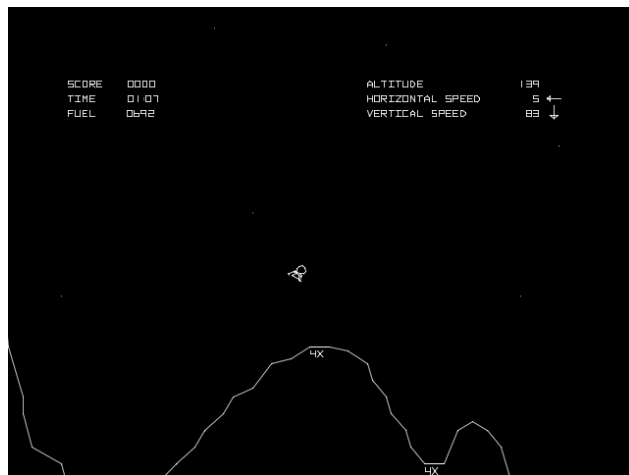 SCORE 0000
TIME 01:07
FUEL 0692
ALTITUDE 139
HORIZONTAL SPEED 5 ←
VERTICAL SPEED 83 ↓
4X
4X